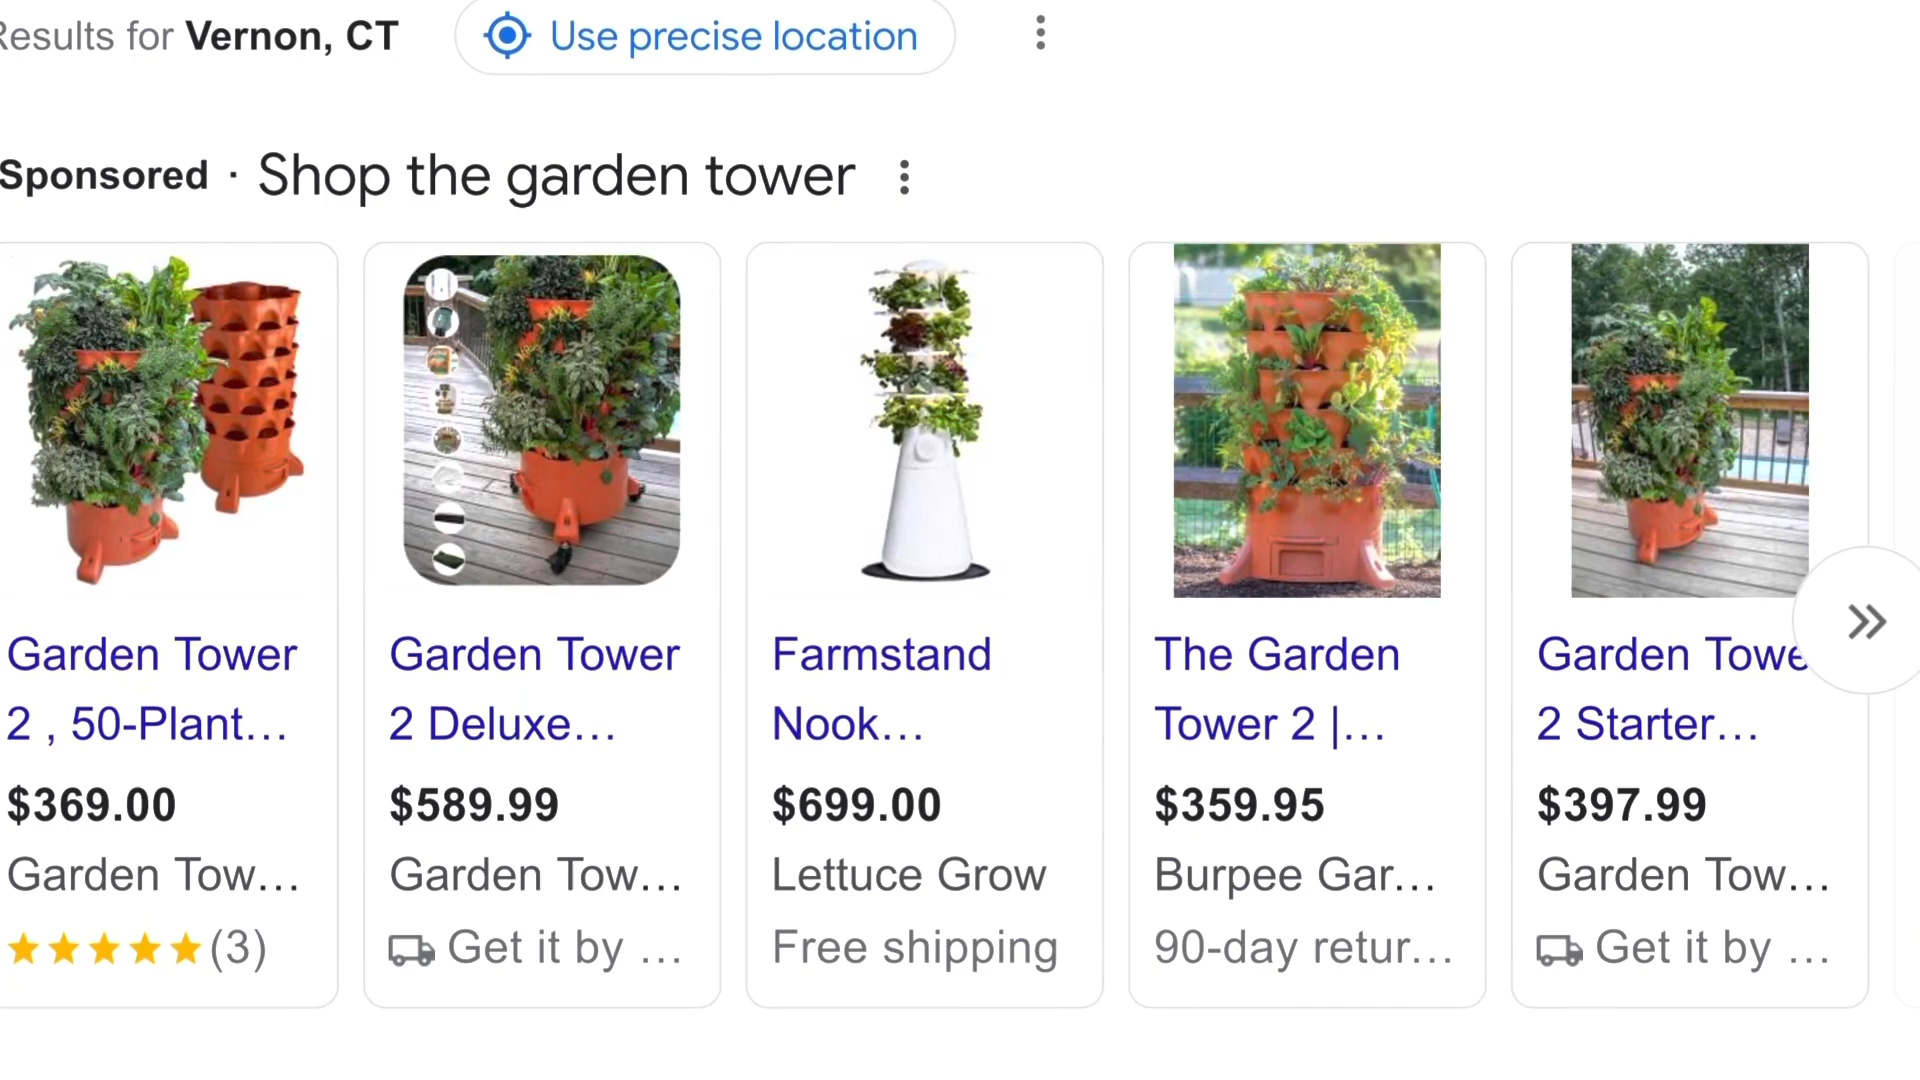 Results for Vernon, CT
Use precise location
Sponsored · Shop the garden tower
Garden Tower
2 , 50-Plant...
$369.00
Garden Tow...
(3)
Garden Tower
2 Deluxe...
$589.99
Garden Tow...
Get it by ...
Farmstand
Nook...
$699.00
Lettuce Grow
Free shipping
The Garden
Tower 2 |...
$359.95
Burpee Gar...
90-day retur...
Garden Towe
2 Starter...
$397.99
Garden Tow...
Get it by ...